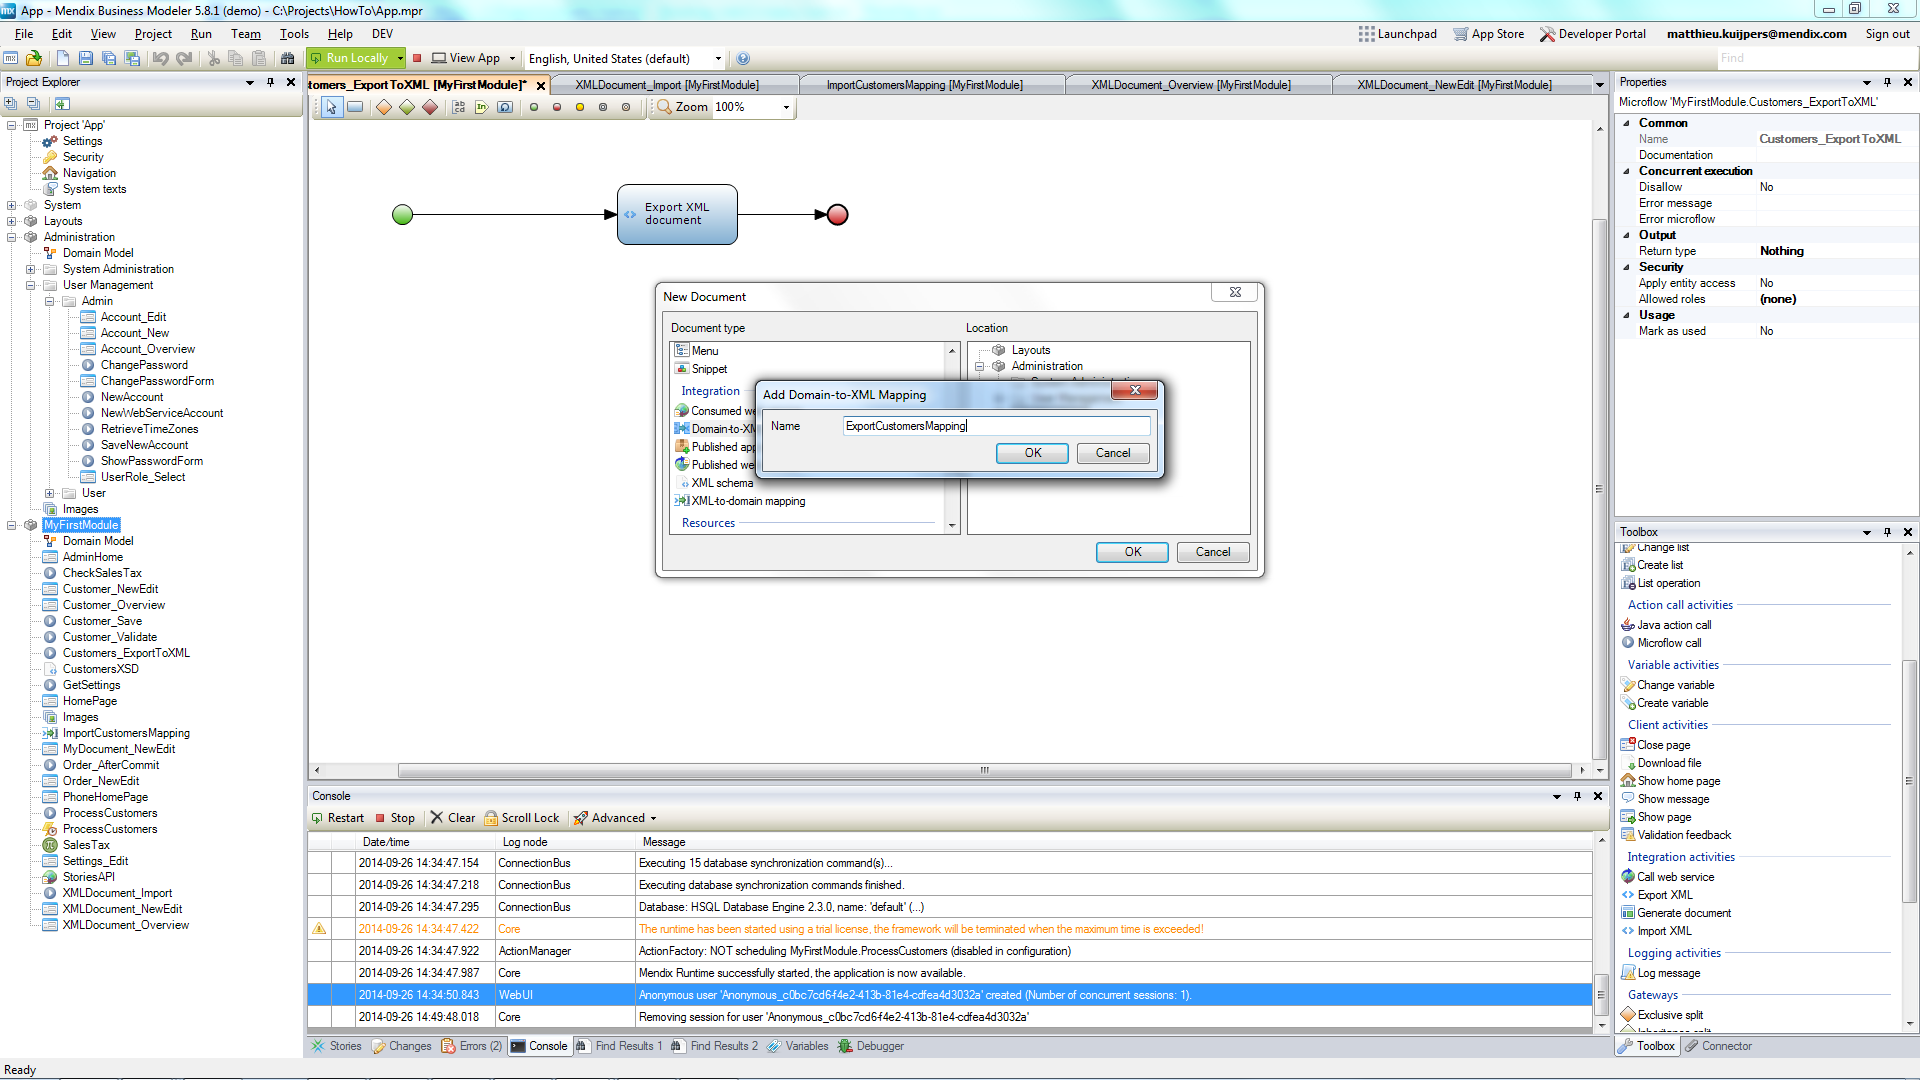 App - Mendix Business Modeler 5.8.1 (demo) - C:\Projects\HowTo\App.mpr
File Edit View Project Run Team Tools Help DEV
Launchpad App Store Developer Portal matthieu.kuijpers@mendix.com Sign out
Run Locally View App English, United States (default) Find
Project Explorer
Project 'App'
Settings
Security
Navigation
System texts
System
Layouts
Administration
Domain Model
System Administration
User Management
Admin
Account_Edit
Account_New
Account_Overview
ChangePassword
ChangePasswordForm
NewAccount
NewWebServiceAccount
RetrieveTimeZones
SaveNewAccount
ShowPasswordForm
UserRole_Select
User
Images
MyFirstModule
Domain Model
AdminHome
CheckSalesTax
Customer_NewEdit
Customer_Overview
Customer_Save
Customer_Validate
Customers_ExportToXML
CustomersXSD
GetSettings
HomePage
Images
ImportCustomersMapping
MyDocument_NewEdit
Order_AfterCommit
Order_NewEdit
PhoneHomePage
ProcessCustomers
ProcessCustomers
SalesTax
Settings_Edit
StoriesAPI
XMLDocument_Import
XMLDocument_NewEdit
XMLDocument_Overview
tomers_ExportToXML [MyFirstModule]* XMLDocument_Import [MyFirstModule] ImportCustomersMapping [MyFirstModule] XMLDocument_Overview [MyFirstModule] XMLDocument_NewEdit [MyFirstModule]
Zoom 100%
Export XML
document
New Document
Document type
Menu
Snippet
Integration
Consumed we
Domain-to-XM
Published app
Published we
XML schema
XML-to-domain mapping
Resources
Location
Layouts
Administration
OK Cancel
Add Domain-to-XML Mapping
Name ExportCustomersMapping
OK Cancel
Console
Restart Stop Clear Scroll Lock Advanced
Date/time Log node Message
2014-09-26 14:34:47.154 ConnectionBus Executing 15 database synchronization command(s)...
2014-09-26 14:34:47.218 ConnectionBus Executing database synchronization commands finished.
2014-09-26 14:34:47.295 ConnectionBus Database: HSQL Database Engine 2.3.0, name: 'default' (...)
2014-09-26 14:34:47.422 Core The runtime has been started using a trial license, the framework will be terminated when the maximum time is exceeded!
2014-09-26 14:34:47.922 ActionManager ActionFactory: NOT scheduling MyFirstModule.ProcessCustomers (disabled in configuration)
2014-09-26 14:34:47.987 Core Mendix Runtime successfully started, the application is now available.
2014-09-26 14:34:50.843 WebUI Anonymous user 'Anonymous_c0bc7cd6-f4e2-413b-81e4-cdfea4d3032a' created (Number of concurrent sessions: 1).
2014-09-26 14:49:48.018 Core Removing session for user 'Anonymous_c0bc7cd6-f4e2-413b-81e4-cdfea4d3032a'
Stories Changes Errors (2) Console Find Results 1 Find Results 2 Variables Debugger
Properties
Microflow 'MyFirstModule.Customers_ExportToXML'
Common
Name Customers_ExportToXML
Documentation
Concurrent execution
Disallow No
Error message
Error microflow
Output
Return type Nothing
Security
Apply entity access No
Allowed roles (none)
Usage
Mark as used No
Toolbox
Change list
Create list
List operation
Action call activities
Java action call
Microflow call
Variable activities
Change variable
Create variable
Client activities
Close page
Download file
Show home page
Show message
Show page
Validation feedback
Integration activities
Call web service
Export XML
Generate document
Import XML
Logging activities
Log message
Gateways
Exclusive split
Inheritance split
Toolbox Connector
Ready